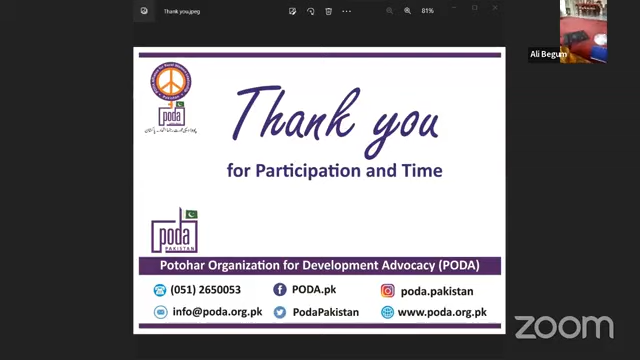 Thank you.jpeg
81%
Ali Begum
poda
Thank you
for Participation and Time
poda
PAKISTAN
Potohar Organization for Development Advocacy (PODA)
(051) 2650053
PODA.pk
poda.pakistan
info@poda.org.pk
PodaPakistan
www.poda.org.pk
zoom